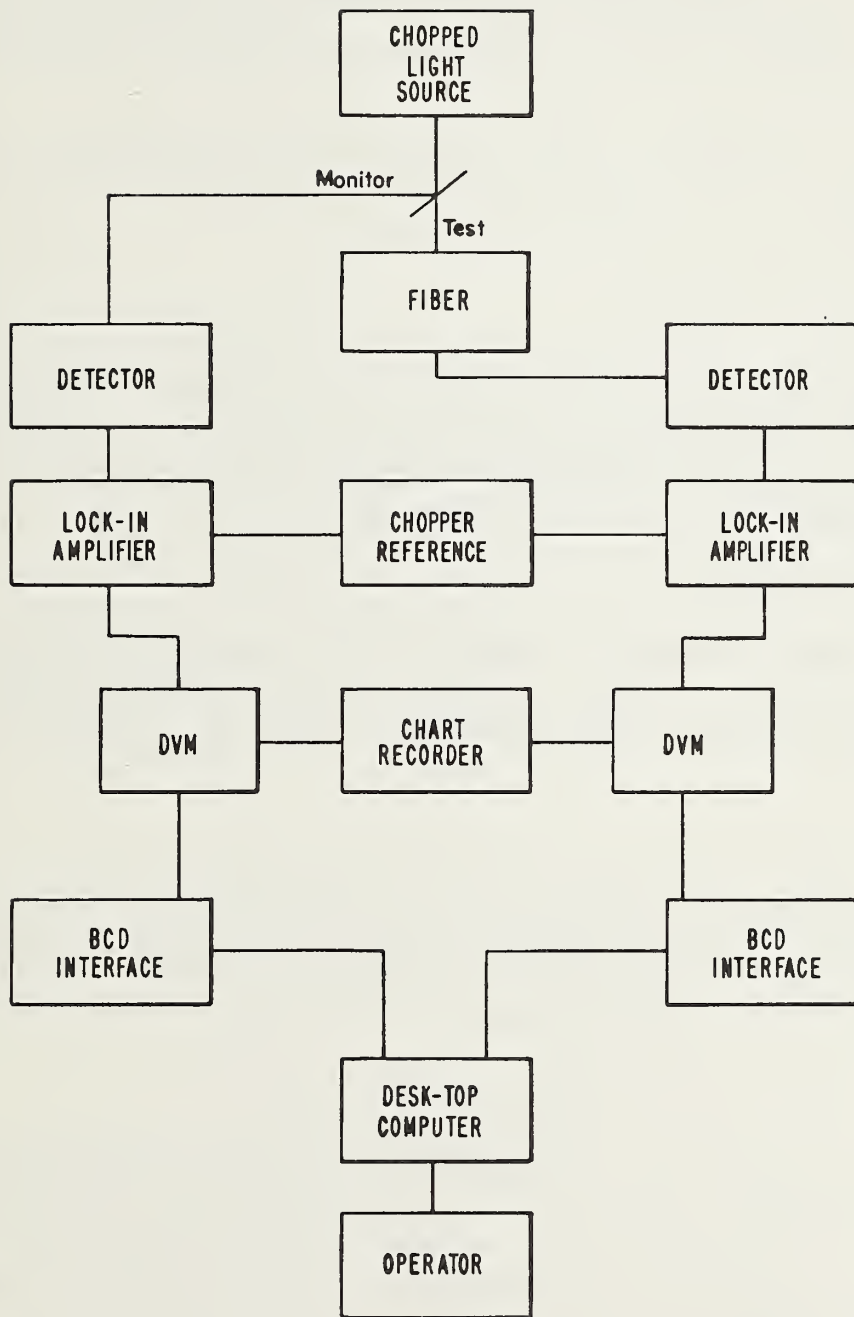 CHOPPED
LIGHT
SOURCE
Monitor
Test
FIBER
DETECTOR
DETECTOR
LOCK-IN
AMPLIFIER
CHOPPER
REFERENCE
LOCK-IN
AMPLIFIER
DVM
CHART
RECORDER
DVM
BCD
INTERFACE
BCD
INTERFACE
DESK-TOP
COMPUTER
OPERATOR